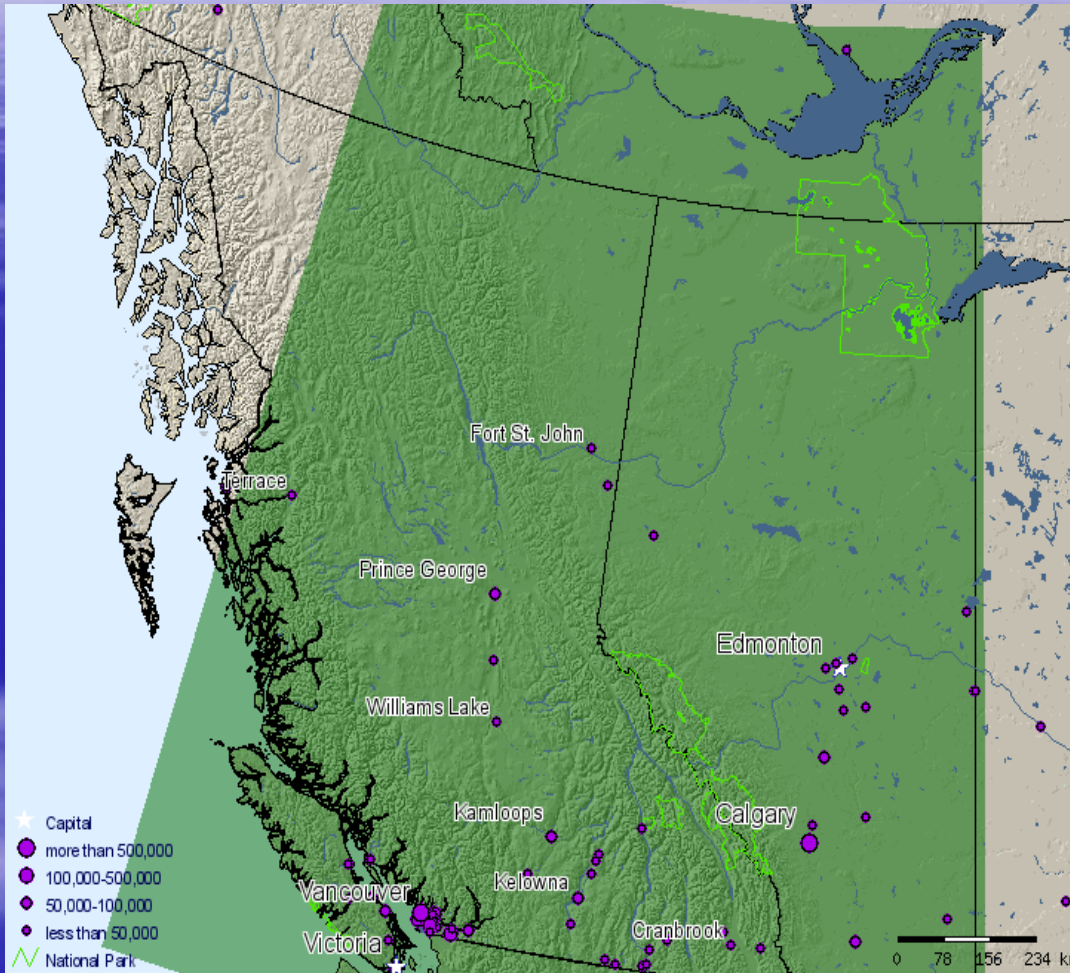 Fort St. John
Terrace
Prince George
Edmonton
Williams Lake
Kamloops
Calgary
Kelowna
Vancouver
Cranbrook
Victoria
Capital
more than 500,000
100,000-500,000
50,000-100,000
less than 50,000
National Park
0 78 156 234 km